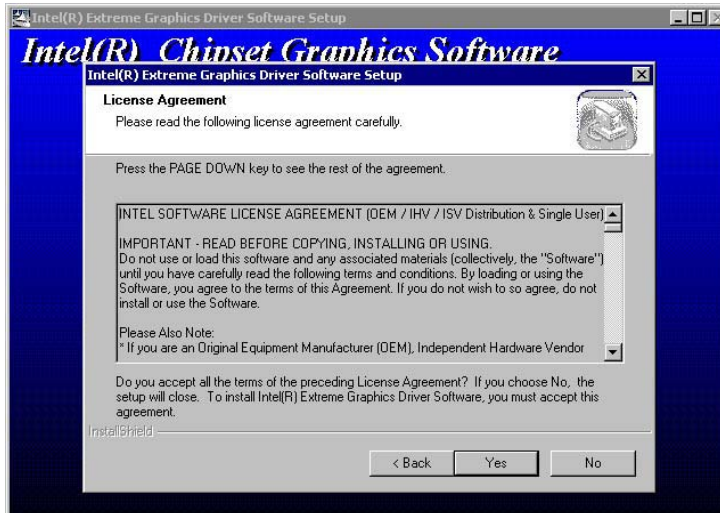 Intel(R) Extreme Graphics Driver Software Setup
Intel(R) Chipset Graphics Software
Intel(R) Extreme Graphics Driver Software Setup
License Agreement
Please read the following license agreement carefully.
Press the PAGE DOWN key to see the rest of the agreement.
INTEL SOFTWARE LICENSE AGREEMENT (OEM / IHV / ISV Distribution & Single User)
IMPORTANT - READ BEFORE COPYING, INSTALLING OR USING.
Do not use or load this software and any associated materials (collectively, the "Software")
until you have carefully read the following terms and conditions. By loading or using the
Software, you agree to the terms of this Agreement. If you do not wish to so agree, do not
install or use the Software.
Please Also Note:
* If you are an Original Equipment Manufacturer (OEM), Independent Hardware Vendor
Do you accept all the terms of the preceding License Agreement? If you choose No, the
setup will close. To install Intel(R) Extreme Graphics Driver Software, you must accept this
agreement.
InstallShield
< Back
Yes
No